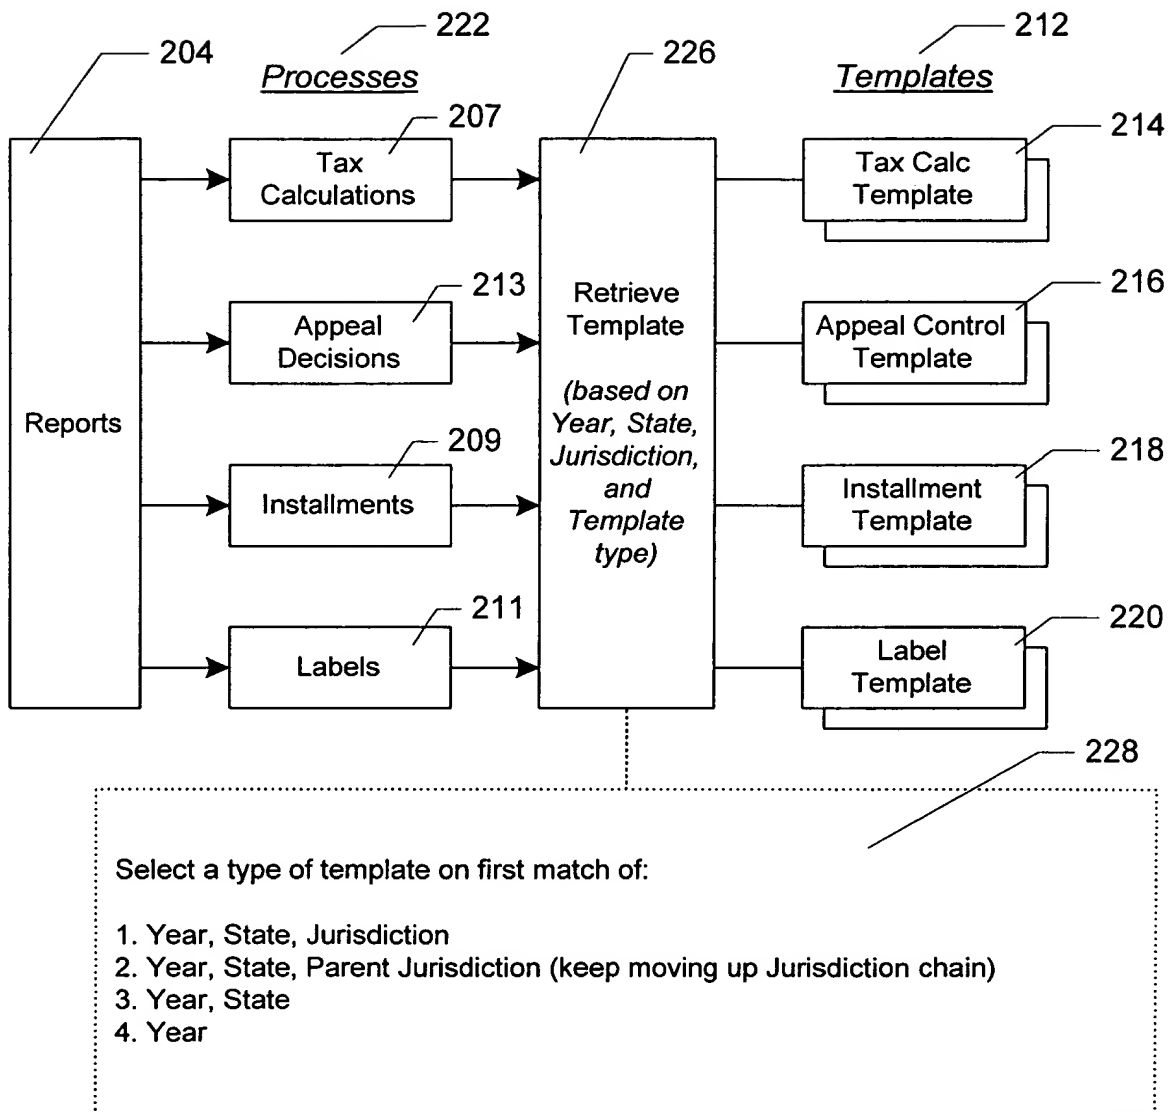 222
212
204
Processes
226
Templates
207
214
Tax
Calculations
Tax Calc
Template
213
216
Appeal
Decisions
Retrieve
Template
Appeal Control
Template
(based on
Year, State,
Jurisdiction,
and
Template
type)
Reports
209
218
Installments
Installment
Template
211
220
Labels
Label
Template
228
Select a type of template on first match of:
1. Year, State, Jurisdiction
2. Year, State, Parent Jurisdiction (keep moving up Jurisdiction chain)
3. Year, State
4. Year